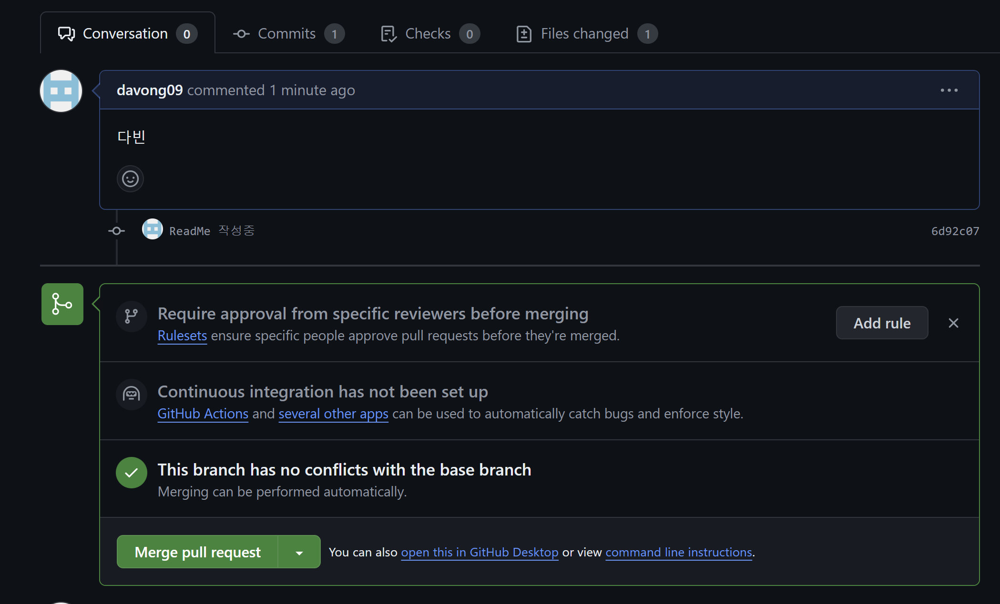 Conversation 0 Commits 1 Checks 0 Files changed 1
davong09 commented 1 minute ago
다빈
ReadMe 작성중 6d92c07
Require approval from specific reviewers before merging
Rulesets ensure specific people approve pull requests before they're merged.
Add rule
Continuous integration has not been set up
GitHub Actions and several other apps can be used to automatically catch bugs and enforce style.
This branch has no conflicts with the base branch
Merging can be performed automatically.
Merge pull request You can also open this in GitHub Desktop or view command line instructions.